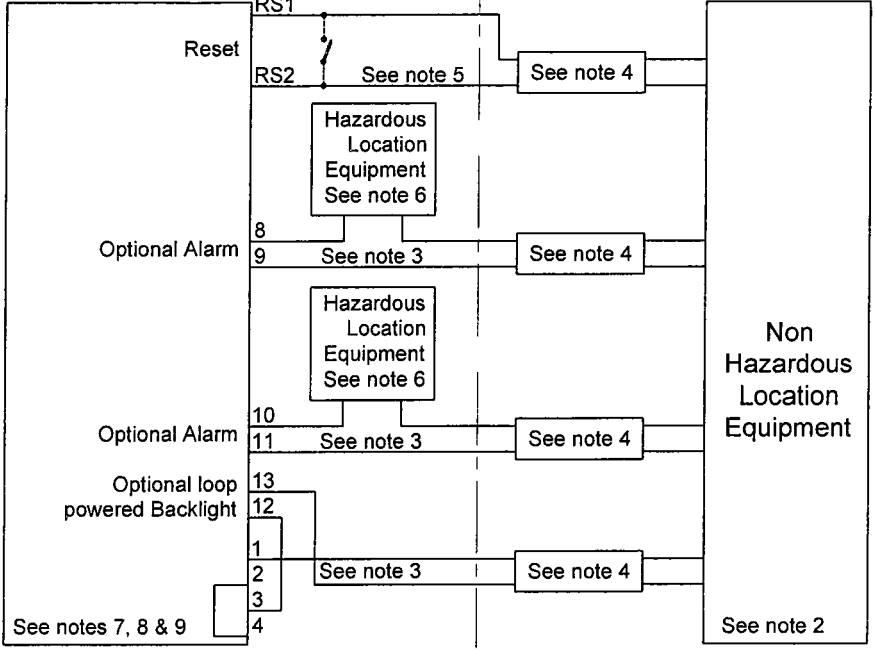 RS1
Reset
RS2
See note 5
See note 4
Hazardous
Location
Equipment
See note 6
8
Optional Alarm
9
See note 3
See note 4
Hazardous
Location
Equipment
See note 6
10
Optional Alarm
11
See note 3
See note 4
Optional loop
powered Backlight
13
12
1
2
3
4
See note 3
See note 4
See notes 7, 8 & 9
Non
Hazardous
Location
Equipment
See note 2